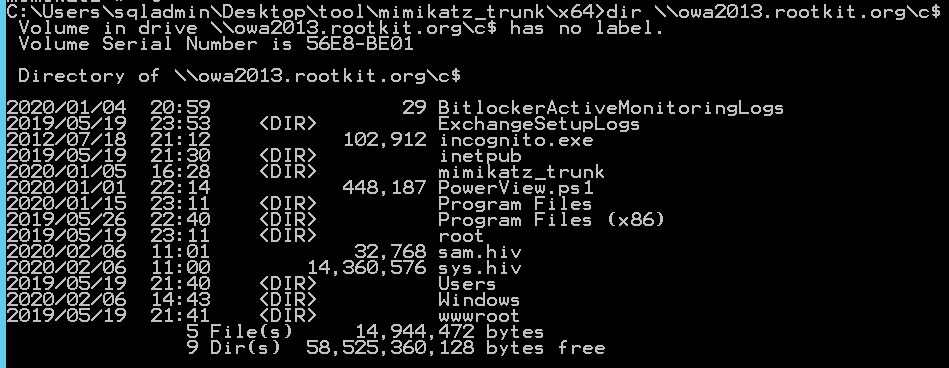 C:\Users\sqladmin\Desktop\tool\mimikatz_trunk\x64>dir \\owa2013.rootkit.org\c$
 Volume in drive \\owa2013.rootkit.org\c$ has no label.
 Volume Serial Number is 56E8-BE01
 Directory of \\owa2013.rootkit.org\c$
2020/01/04  20:59                29 BitlockerActiveMonitoringLogs
2019/05/19  23:53    <DIR>          ExchangeSetupLogs
2012/07/18  21:12           102,912 incognito.exe
2019/05/19  21:30    <DIR>          inetpub
2020/01/05  16:28    <DIR>          mimikatz_trunk
2020/01/01  22:14           448,187 PowerView.ps1
2020/01/15  23:11    <DIR>          Program Files
2019/05/26  22:40    <DIR>          Program Files (x86)
2019/05/19  23:11    <DIR>          root
2020/02/06  11:01            32,768 sam.hiv
2020/02/06  11:00        14,360,576 sys.hiv
2019/05/19  21:40    <DIR>          Users
2020/02/06  14:43    <DIR>          Windows
2019/05/19  21:41    <DIR>          wwwroot
               5 File(s)     14,944,472 bytes
               9 Dir(s)  58,525,360,128 bytes free